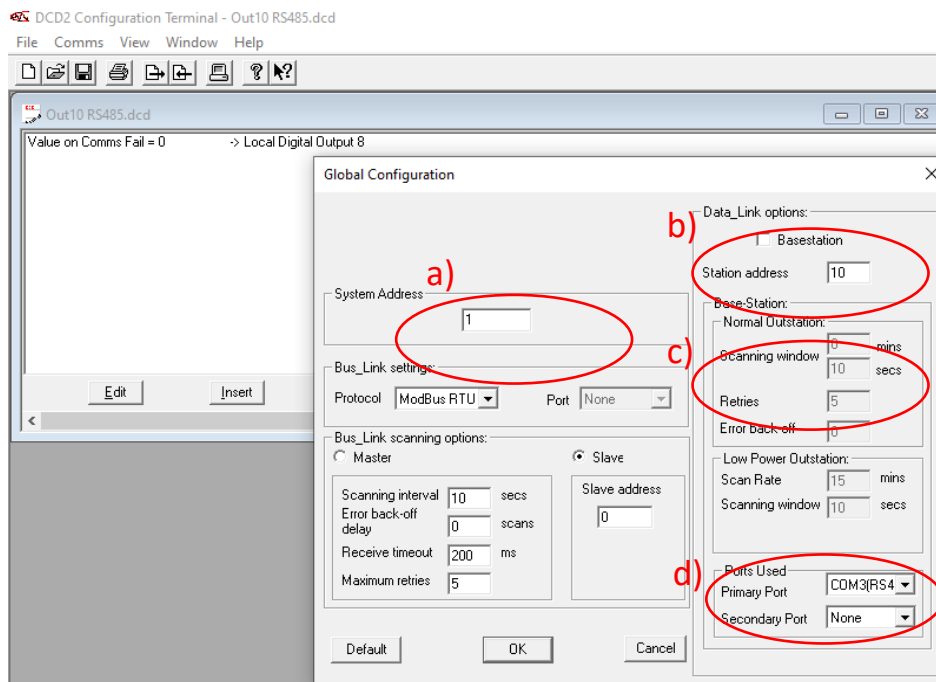 DCD2 Configuration Terminal - Out10 RS485.dcd
File Comms View Window Help
Out10 RS485.dcd
Value on Comms Fail = 0 -> Local Digital Output 8
Edit Insert
Global Configuration
a)
System Address
1
Bus_Link settings:
Protocol ModBus RTU Port None
Bus_Link scanning options:
Master Slave
Scanning interval 10 secs
Error back-off delay 0 scans
Receive timeout 200 ms
Maximum retries 5
Slave address
0
Default OK Cancel
Data_Link options:
b)
Basestation
Station address 10
Base-Station:
Normal Outstation:
c)
Scanning window 0 mins
10 secs
Retries 5
Error back-off 0
Low Power Outstation:
Scan Rate 15 mins
Scanning window 10 secs
Ports Used
d)
Primary Port COM3(RS4
Secondary Port None